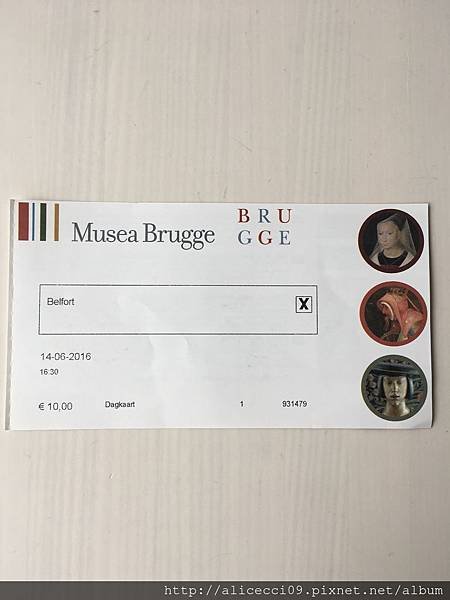 Musea Brugge
BRU
GGE
Belfort
X
14-06-2016
16:30
€ 10,00 Dagkaart 1 931479
http://alicecci09.pixnet.net/album